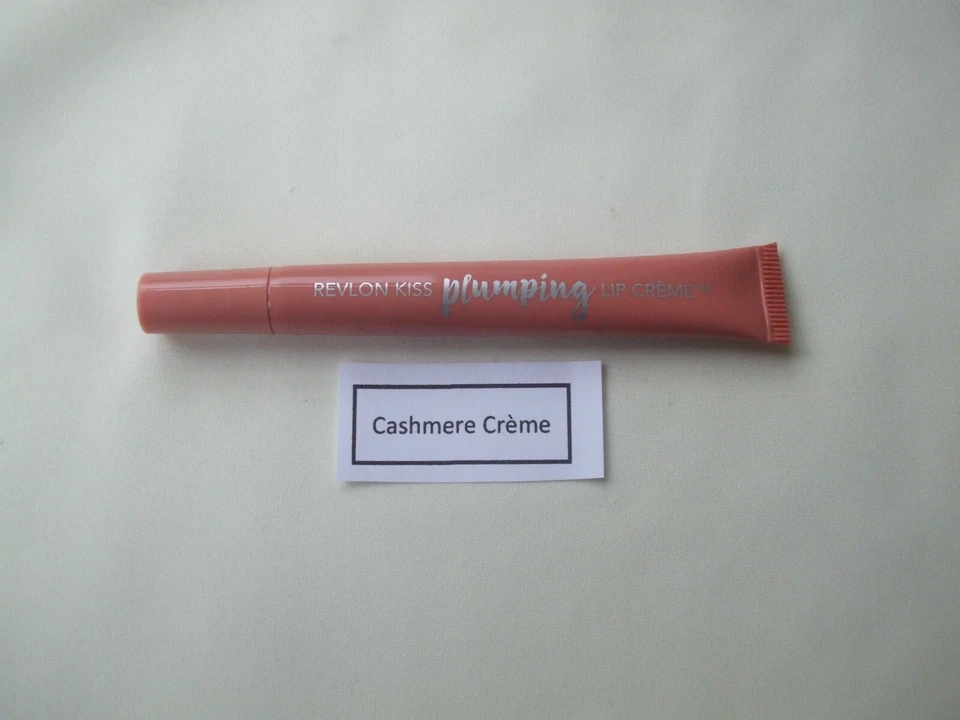 REVLON KISS plumping LIP CRÈME™
Cashmere Crème